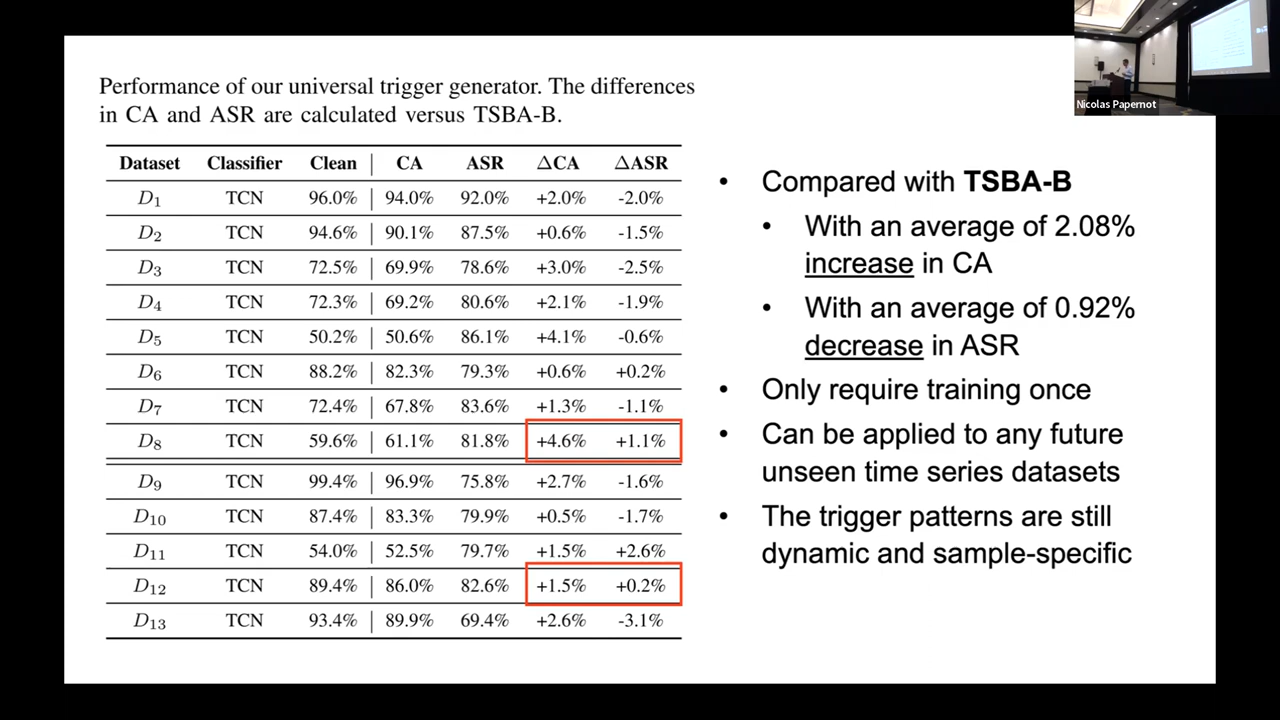 Performance of our universal trigger generator. The differences
in CA and ASR are calculated versus TSBA-B.
Dataset Classifier Clean CA ASR ΔCA ΔASR
D1 TCN 96.0% 94.0% 92.0% +2.0% -2.0%
D2 TCN 94.6% 90.1% 87.5% +0.6% -1.5%
D3 TCN 72.5% 69.9% 78.6% +3.0% -2.5%
D4 TCN 72.3% 69.2% 80.6% +2.1% -1.9%
D5 TCN 50.2% 50.6% 86.1% +4.1% -0.6%
D6 TCN 88.2% 82.3% 79.3% +0.6% +0.2%
D7 TCN 72.4% 67.8% 83.6% +1.3% -1.1%
D8 TCN 59.6% 61.1% 81.8% +4.6% +1.1%
D9 TCN 99.4% 96.9% 75.8% +2.7% -1.6%
D10 TCN 87.4% 83.3% 79.9% +0.5% -1.7%
D11 TCN 54.0% 52.5% 79.7% +1.5% +2.6%
D12 TCN 89.4% 86.0% 82.6% +1.5% +0.2%
D13 TCN 93.4% 89.9% 69.4% +2.6% -3.1%
• Compared with TSBA-B
• With an average of 2.08%
increase in CA
• With an average of 0.92%
decrease in ASR
• Only require training once
• Can be applied to any future
unseen time series datasets
• The trigger patterns are still
dynamic and sample-specific
Nicolas Papernot